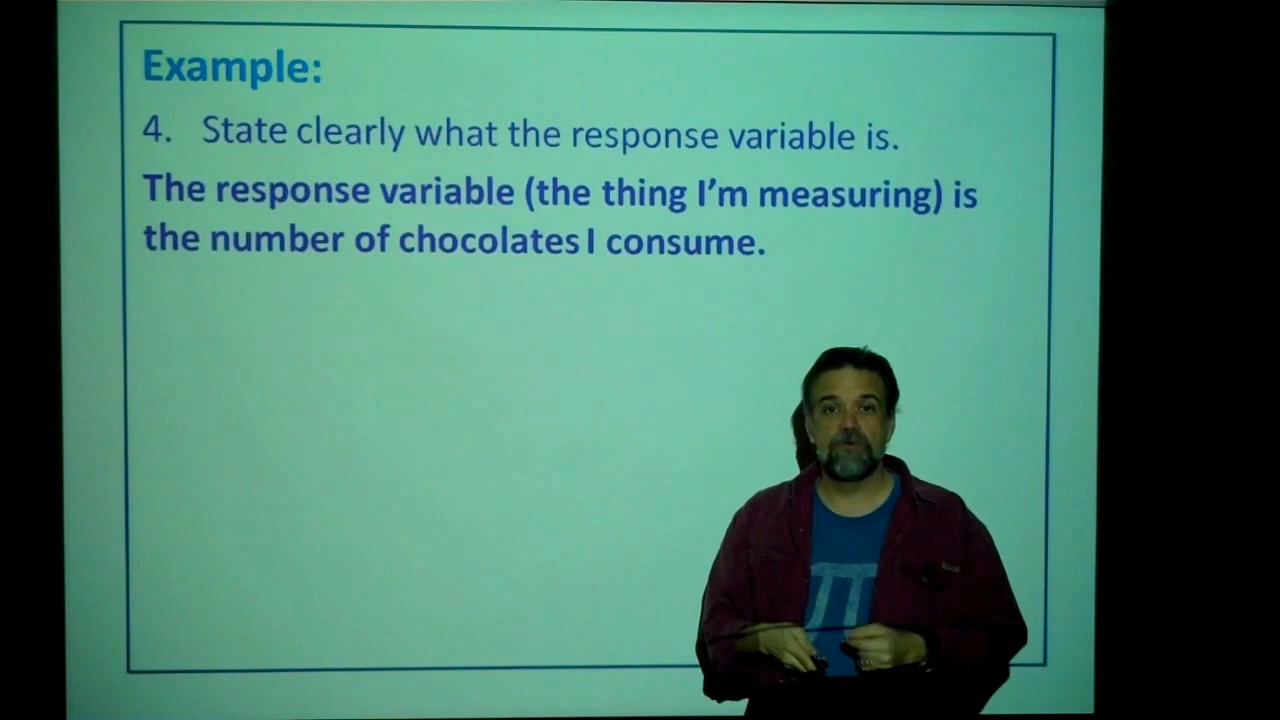 Example:
4. State clearly what the response variable is.
The response variable (the thing I’m measuring) is
the number of chocolates I consume.
π